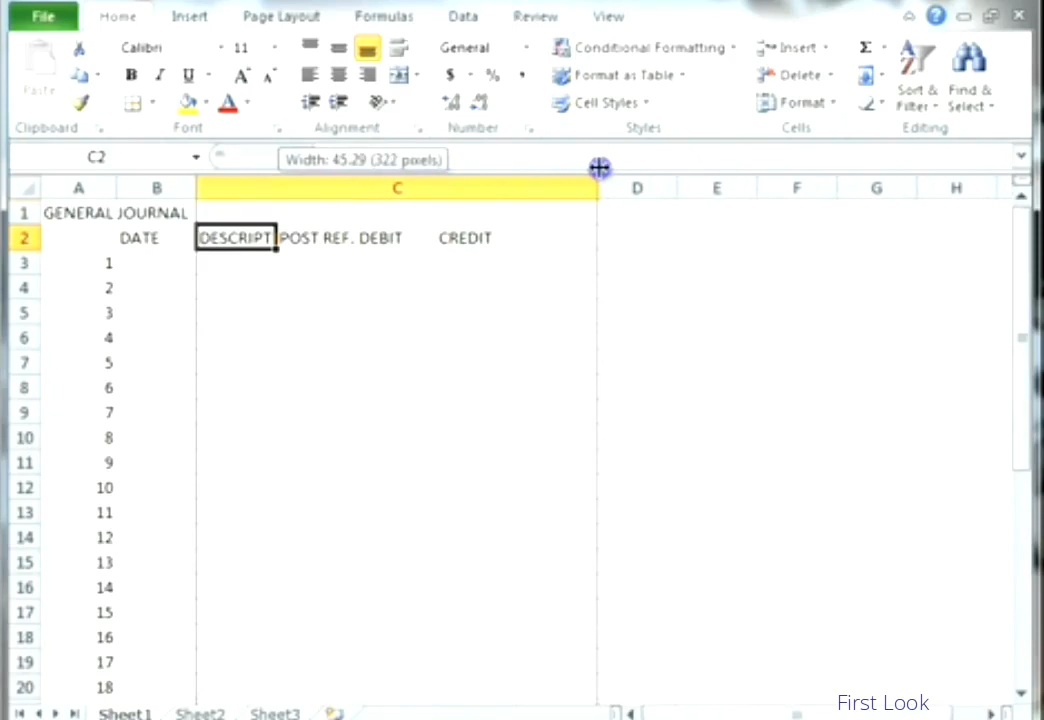 File Home Insert Page Layout Formulas Data Review View
Calibri 11 General Conditional Formatting Insert Σ
Paste B I U A A $ % , Format as Table Delete Sort & Find &
A Cell Styles Format Filter Select
Clipboard Font Alignment Number Styles Cells Editing
C2 Width: 45.29 (322 pixels)
A B C D E F G H
1 GENERAL JOURNAL
2 DATE DESCRIPT POST REF. DEBIT CREDIT
3 1
4 2
5 3
6 4
7 5
8 6
9 7
10 8
11 9
12 10
13 11
14 12
15 13
16 14
17 15
18 16
19 17
20 18
Sheet1 Sheet2 Sheet3
First Look